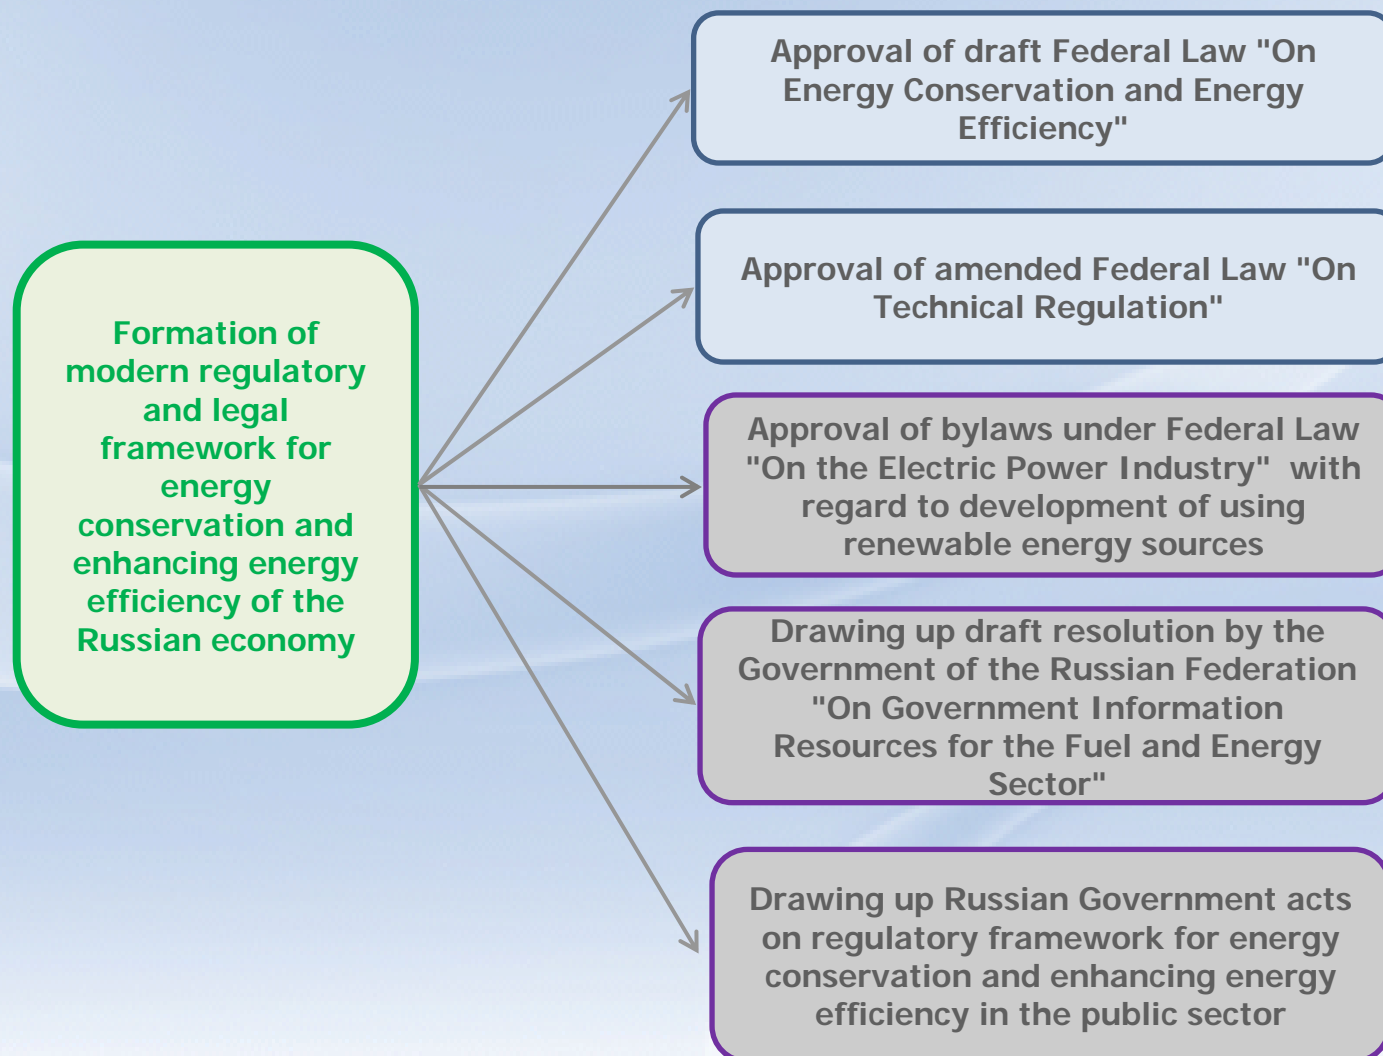 Approval of draft Federal Law "On
Energy Conservation and Energy
Efficiency"
Approval of amended Federal Law "On
Technical Regulation"
Formation of
modern regulatory
and legal
framework for
energy
conservation and
enhancing energy
efficiency of the
Russian economy
Approval of bylaws under Federal Law
"On the Electric Power Industry"  with
regard to development of using
renewable energy sources
Drawing up draft resolution by the
Government of the Russian Federation
"On Government Information
Resources for the Fuel and Energy
Sector"
Drawing up Russian Government acts
on regulatory framework for energy
conservation and enhancing energy
efficiency in the public sector